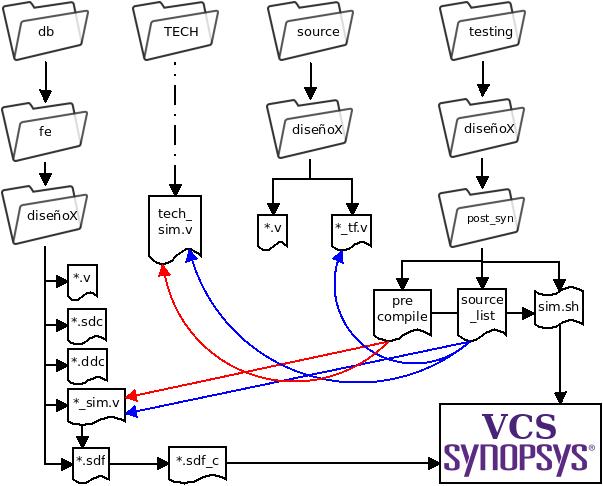 db
TECH
source
testing
fe
diseñoX
diseñoX
diseñoX
post_syn
tech_
sim.v
*.v
*_tf.v
*.v
*.sdc
*.ddc
*_sim.v
*.sdf
*.sdf_c
pre
compile
source
_list
sim.sh
VCS
SYNOPSYS®